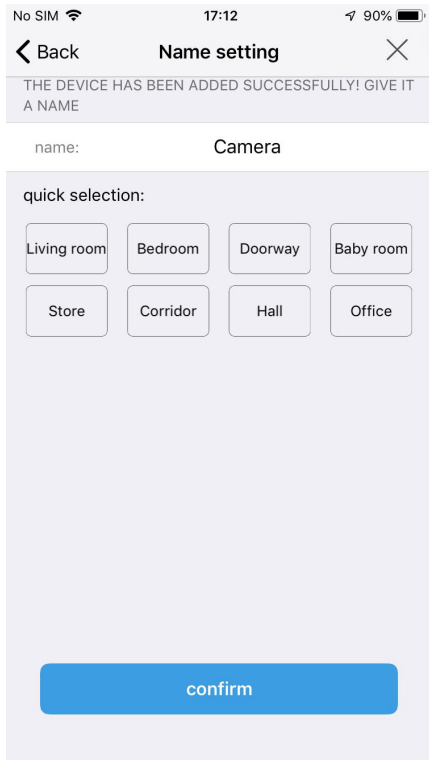 No SIM 17:12 90%
Back Name setting
THE DEVICE HAS BEEN ADDED SUCCESSFULLY! GIVE IT
A NAME
name: Camera
quick selection:
Living room Bedroom Doorway Baby room
Store Corridor Hall Office
confirm